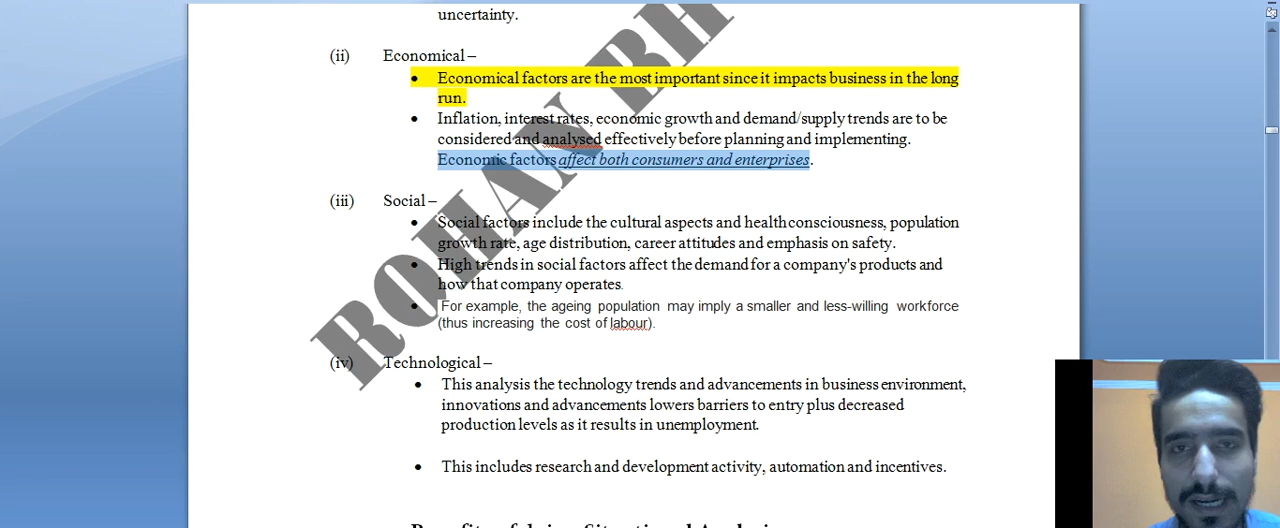 uncertainty.
(ii) Economical –
• Economical factors are the most important since it impacts business in the long
run.
• Inflation, interest rates, economic growth and demand/supply trends are to be
considered and analysed effectively before planning and implementing.
Economic factors affect both consumers and enterprises.
(iii) Social –
• Social factors include the cultural aspects and health consciousness, population
growth rate, age distribution, career attitudes and emphasis on safety.
• High trends in social factors affect the demand for a company's products and
how that company operates.
• For example, the ageing population may imply a smaller and less-willing workforce
(thus increasing the cost of labour).
(iv) Technological –
• This analysis the technology trends and advancements in business environment,
innovations and advancements lowers barriers to entry plus decreased
production levels as it results in unemployment.
• This includes research and development activity, automation and incentives.
ROHAN BH